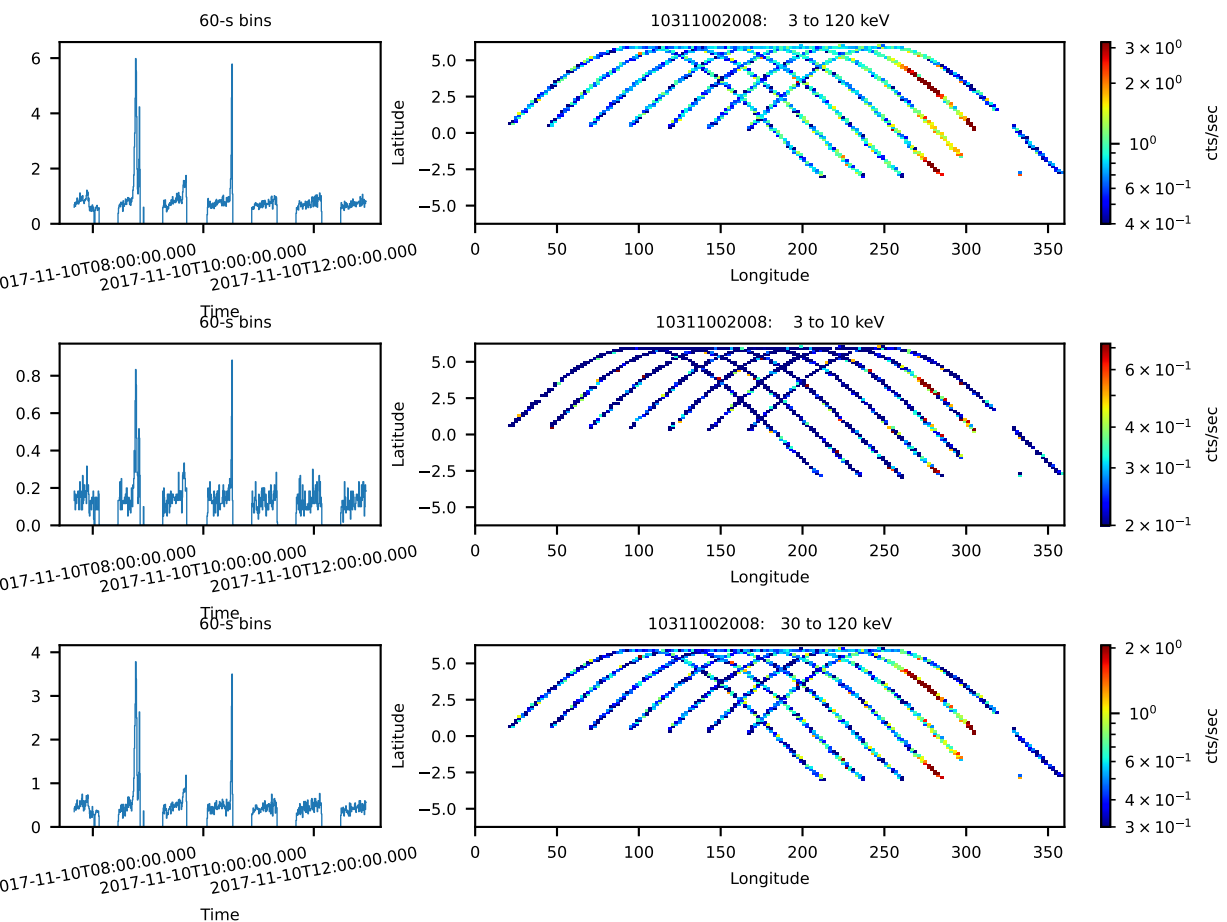 60-s bins
10311002008:    3 to 120 keV
6
4
2
0
017-11-10T08:00:00.000
2017-11-10T10:00:00.000
2017-11-10T12:00:00.000
Time
Latitude
5.0
2.5
0.0
−2.5
−5.0
0 50 100 150 200 250 300 350
Longitude
3 × 10⁰
2 × 10⁰
10⁰
6 × 10⁻¹
4 × 10⁻¹
cts/sec
60-s bins
10311002008:    3 to 10 keV
0.8
0.6
0.4
0.2
0.0
017-11-10T08:00:00.000
2017-11-10T10:00:00.000
2017-11-10T12:00:00.000
Time
Latitude
5.0
2.5
0.0
−2.5
−5.0
0 50 100 150 200 250 300 350
Longitude
6 × 10⁻¹
4 × 10⁻¹
3 × 10⁻¹
2 × 10⁻¹
cts/sec
60-s bins
10311002008:   30 to 120 keV
4
3
2
1
0
017-11-10T08:00:00.000
2017-11-10T10:00:00.000
2017-11-10T12:00:00.000
Time
Latitude
5.0
2.5
0.0
−2.5
−5.0
0 50 100 150 200 250 300 350
Longitude
2 × 10⁰
10⁰
6 × 10⁻¹
4 × 10⁻¹
3 × 10⁻¹
cts/sec